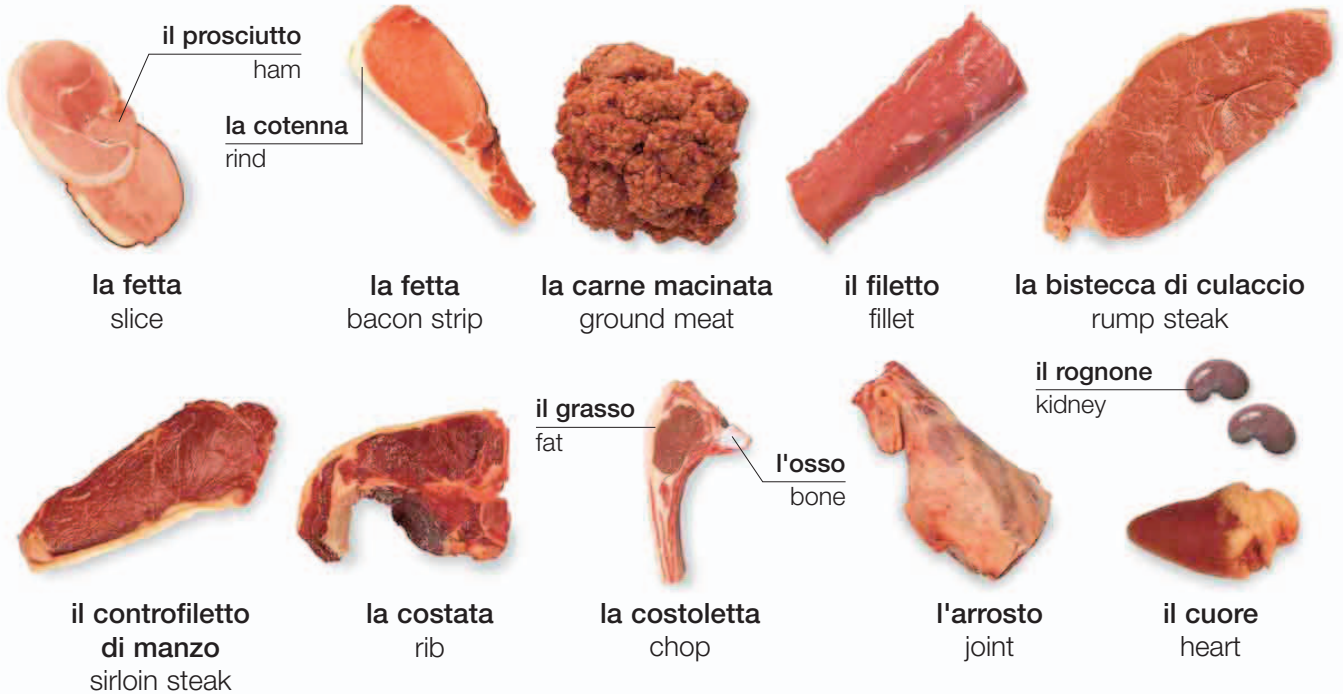 il prosciutto
ham
la cotenna
rind
la fetta
slice
la fetta
bacon strip
la carne macinata
ground meat
il filetto
fillet
la bistecca di culaccio
rump steak
il grasso
fat
l'osso
bone
il rognone
kidney
il controfiletto
di manzo
sirloin steak
la costata
rib
la costoletta
chop
l'arrosto
joint
il cuore
heart